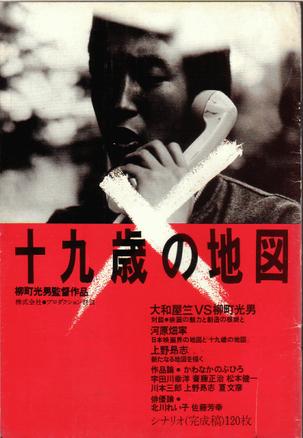 十九歳の地図
柳町光男監督作品
株式会社●プロダクション群狼
大和屋竺VS柳町光男
対談●映画の魅力と創造の根拠と
河原畑寧
日本映画界の地図と「十九歳の地図」
上野昻志
新たなる地図を描く
作品論●かわなかのぶひろ
宇田川幸洋 斎藤正治 松本健一
川本三郎 上野昻志 夏文彦
俳優論●
北川れい子 佐藤芳幸
シナリオ(完成稿)120枚